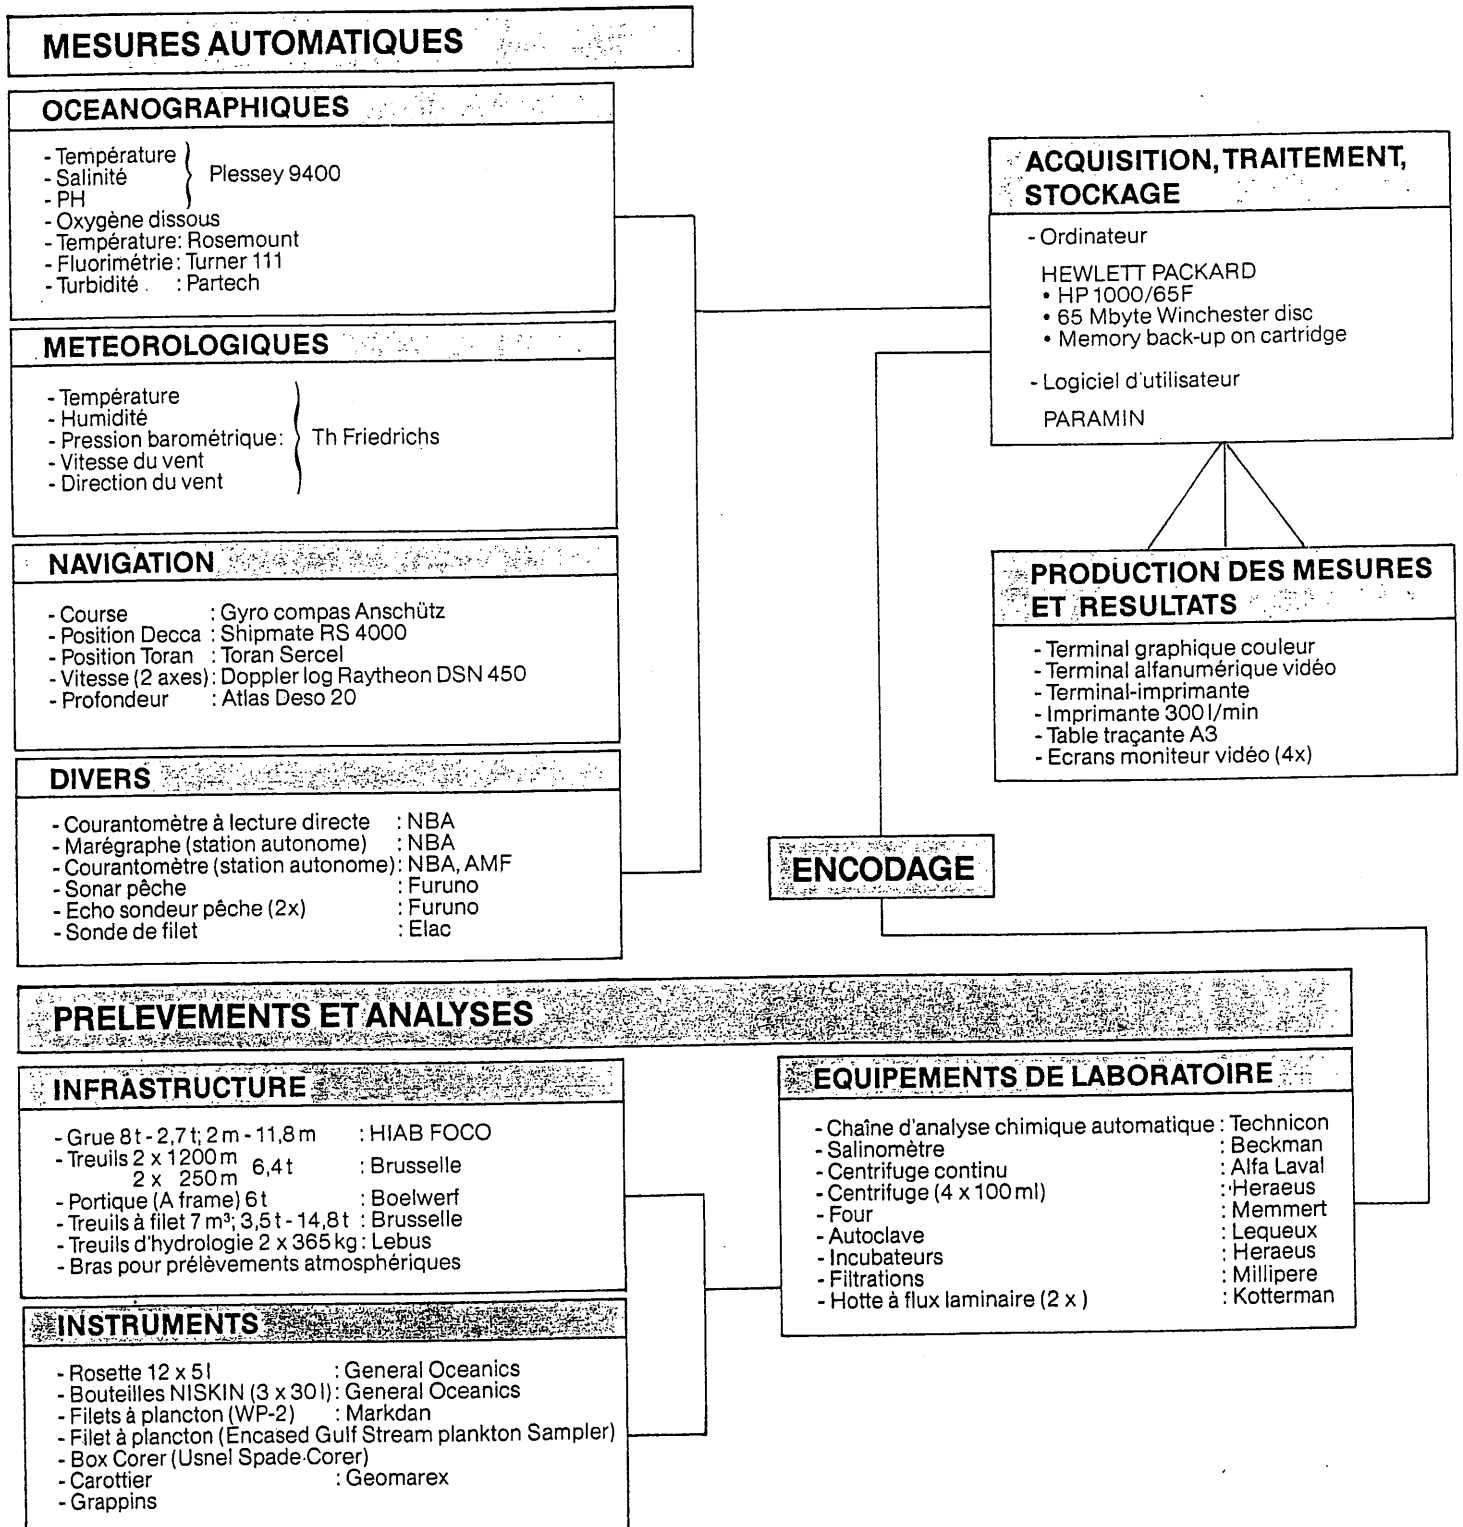 MESURES AUTOMATIQUES
OCEANOGRAPHIQUES
- Température
- Salinité
- PH
Plessey 9400
- Oxygène dissous
- Température: Rosemount
- Fluorimétrie: Turner 111
- Turbidité : Partech
METEOROLOGIQUES
- Température
- Humidité
- Pression barométrique:
- Vitesse du vent
- Direction du vent
Th Friedrichs
NAVIGATION
- Course : Gyro compas Anschütz
- Position Decca : Shipmate RS 4000
- Position Toran : Toran Sercel
- Vitesse (2 axes): Doppler log Raytheon DSN 450
- Profondeur : Atlas Deso 20
DIVERS
- Courantomètre à lecture directe : NBA
- Marégraphe (station autonome) : NBA
- Courantomètre (station autonome): NBA, AMF
- Sonar pêche : Furuno
- Echo sondeur pêche (2x) : Furuno
- Sonde de filet : Elac
ACQUISITION, TRAITEMENT,
STOCKAGE
- Ordinateur
HEWLETT PACKARD
• HP 1000/65F
• 65 Mbyte Winchester disc
• Memory back-up on cartridge
- Logiciel d'utilisateur
PARAMIN
PRODUCTION DES MESURES
ET RESULTATS
- Terminal graphique couleur
- Terminal alfanumérique vidéo
- Terminal-imprimante
- Imprimante 300 l/min
- Table traçante A3
- Ecrans moniteur vidéo (4x)
ENCODAGE
PRELEVEMENTS ET ANALYSES
INFRASTRUCTURE
- Grue 8t - 2,7t; 2m - 11,8m : HIAB FOCO
- Treuils 2 x 1200m
2 x 250m 6,4t : Brusselle
- Portique (A frame) 6t : Boelwerf
- Treuils à filet 7 m³; 3,5t - 14,8t : Brusselle
- Treuils d'hydrologie 2 x 365 kg : Lebus
- Bras pour prélèvements atmosphériques
INSTRUMENTS
- Rosette 12 x 5l : General Oceanics
- Bouteilles NISKIN (3 x 30l): General Oceanics
- Filets à plancton (WP-2) : Markdan
- Filet à plancton (Encased Gulf Stream plankton Sampler)
- Box Corer (Usnel Spade-Corer)
- Carottier : Geomarex
- Grappins
EQUIPEMENTS DE LABORATOIRE
- Chaîne d'analyse chimique automatique : Technicon
- Salinomètre : Beckman
- Centrifuge continu : Alfa Laval
- Centrifuge (4 x 100 ml) : Heraeus
- Four : Memmert
- Autoclave : Lequeux
- Incubateurs : Heraeus
- Filtrations : Millipere
- Hotte à flux laminaire (2 x ) : Kotterman